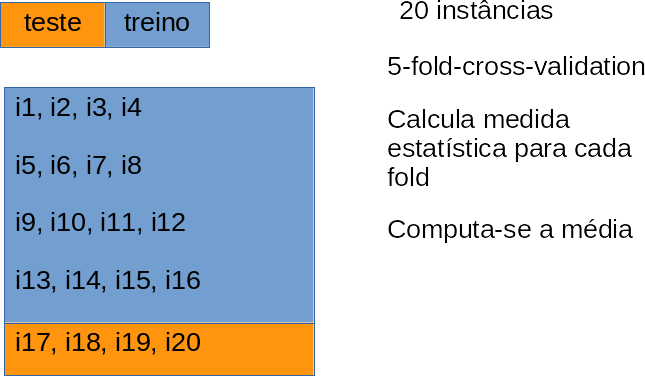 teste treino
i1, i2, i3, i4
i5, i6, i7, i8
i9, i10, i11, i12
i13, i14, i15, i16
i17, i18, i19, i20
20 instâncias
5-fold-cross-validation
Calcula medida
estatística para cada
fold
Computa-se a média